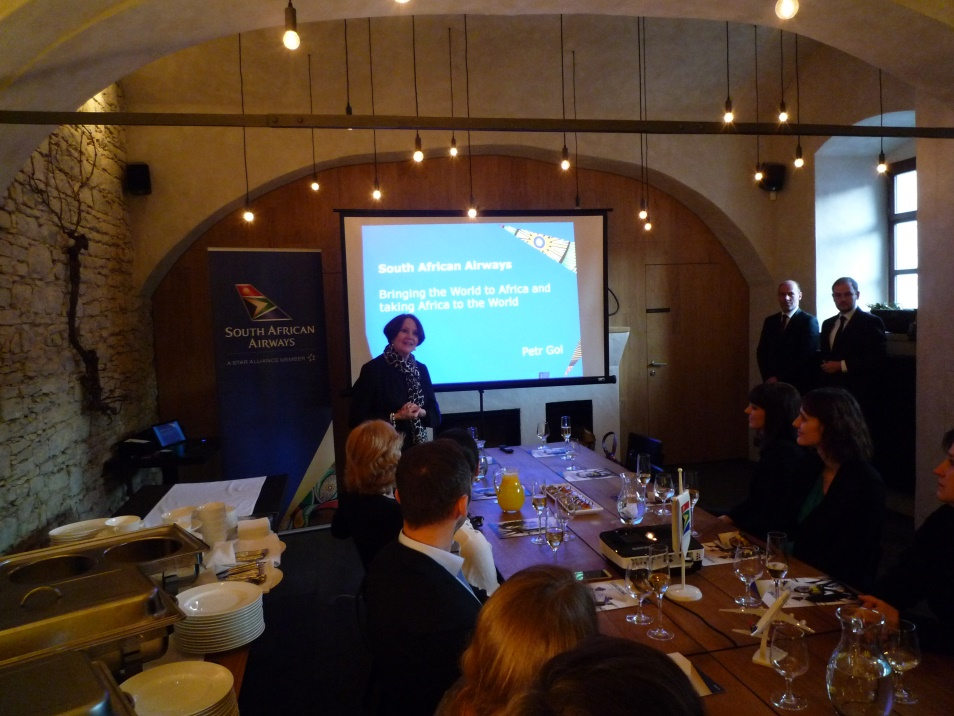 SOUTH AFRICAN
AIRWAYS
A STAR ALLIANCE MEMBER
South African Airways
Bringing the World to Africa and
taking Africa to the World
Petr Gol